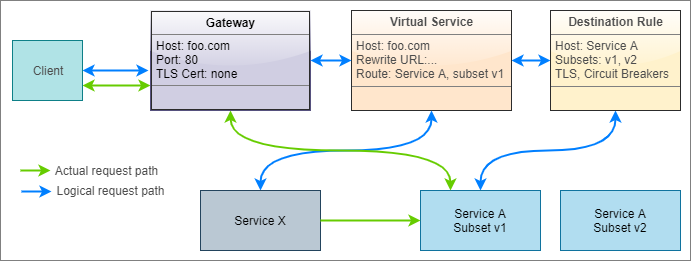 Gateway
Host: foo.com
Port: 80
TLS Cert: none
Virtual Service
Host: foo.com
Rewrite URL:...
Route: Service A, subset v1
Destination Rule
Host: Service A
Subsets: v1, v2
TLS, Circuit Breakers
Client
Actual request path
Logical request path
Service X
Service A
Subset v1
Service A
Subset v2